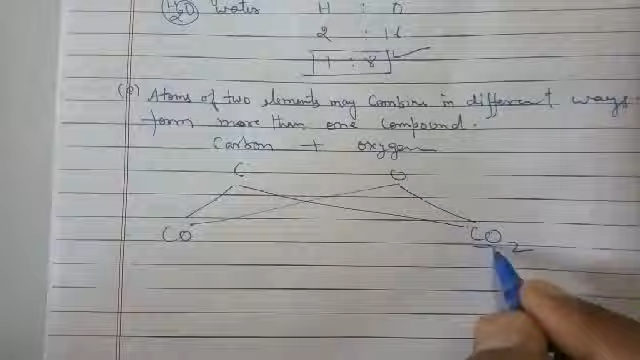 H2O Water H : O
2 : 16
1 : 8
Atoms of two elements may combine in different ways
form more than one compound.
Carbon + oxygen
C O
CO CO2